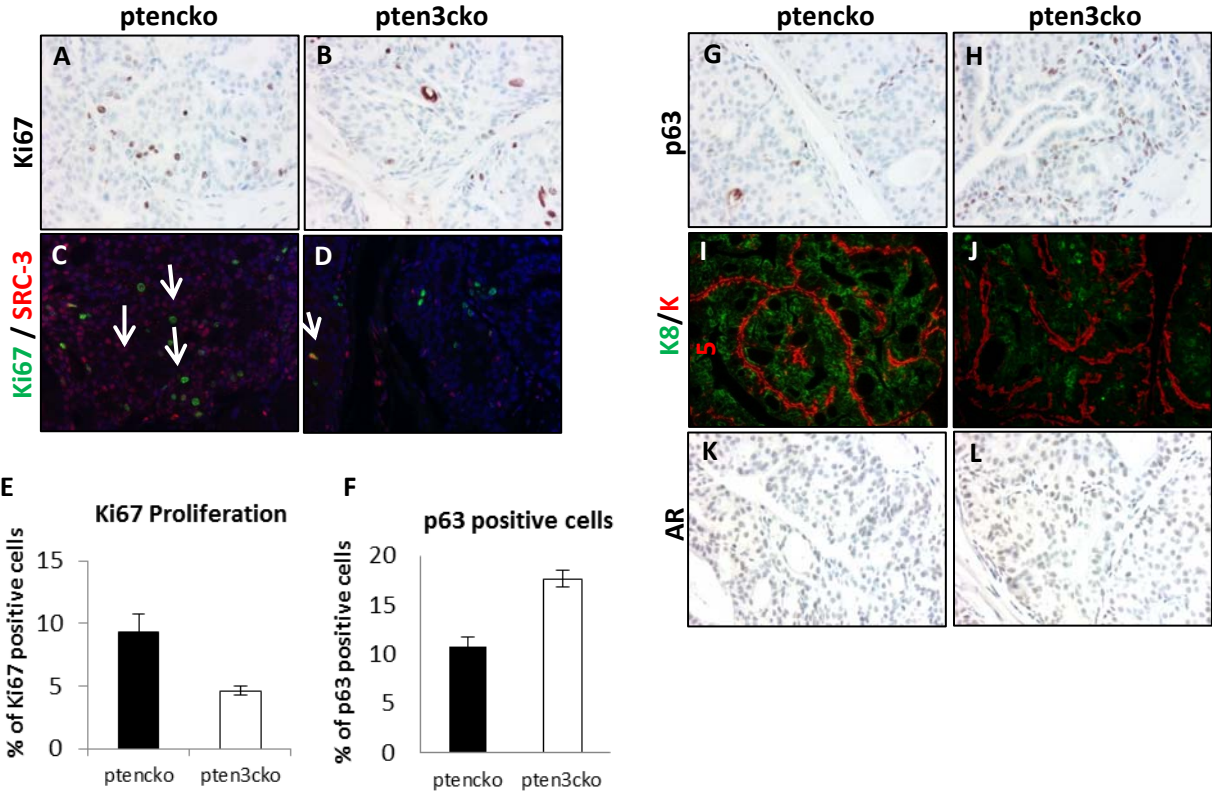 ptencko
pten3cko
A
B
Ki67
C
D
Ki67 / SRC-3
E
Ki67 Proliferation
% of Ki67 positive cells
15
10
5
0
ptencko
pten3cko
F
p63 positive cells
% of p63 positive cells
20
15
10
5
0
ptencko
pten3cko
ptencko
pten3cko
G
H
p63
I
J
K8/K
5
K
L
AR